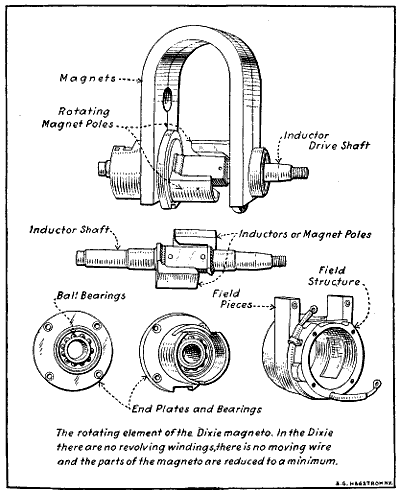 Magnets
Rotating
Magnet Poles
Inductor
Drive Shaft
Inductor Shaft
Inductors or Magnet Poles
Ball Bearings
Field
Pieces
Field
Structure
End Plates and Bearings
The rotating element of the Dixie magneto. In the Dixie
there are no revolving windings, there is no moving wire
and the parts of the magneto are reduced to a minimum.